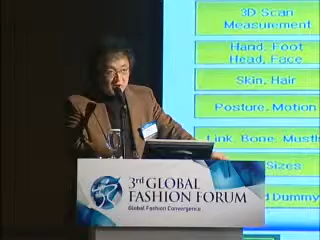 3D Scan
Measurement
Hand, Foot
Head, Face
Skin, Hair
Posture, Motion
Link, Bone,
Sizes
Dummy
3rd GLOBAL
FASHION FORUM
Global Fashion Convergence